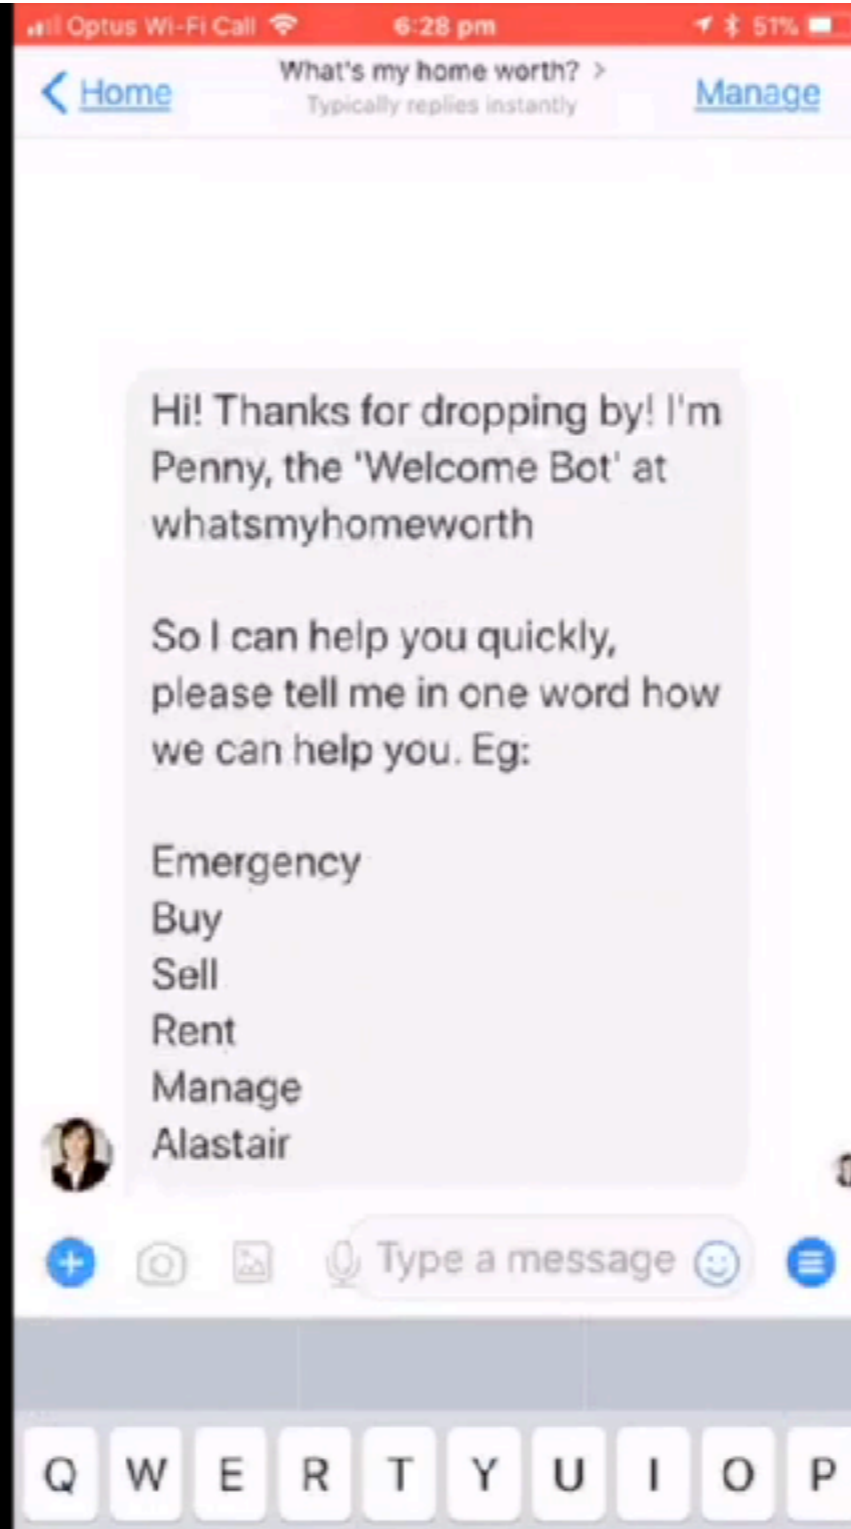 Optus Wi-Fi Call 6:28 pm 51%
Home What's my home worth? > Manage
Typically replies instantly
Hi! Thanks for dropping by! I'm
Penny, the 'Welcome Bot' at
whatsmyhomeworth
So I can help you quickly,
please tell me in one word how
we can help you. Eg:
Emergency
Buy
Sell
Rent
Manage
Alastair
Type a message
Q W E R T Y U I O P